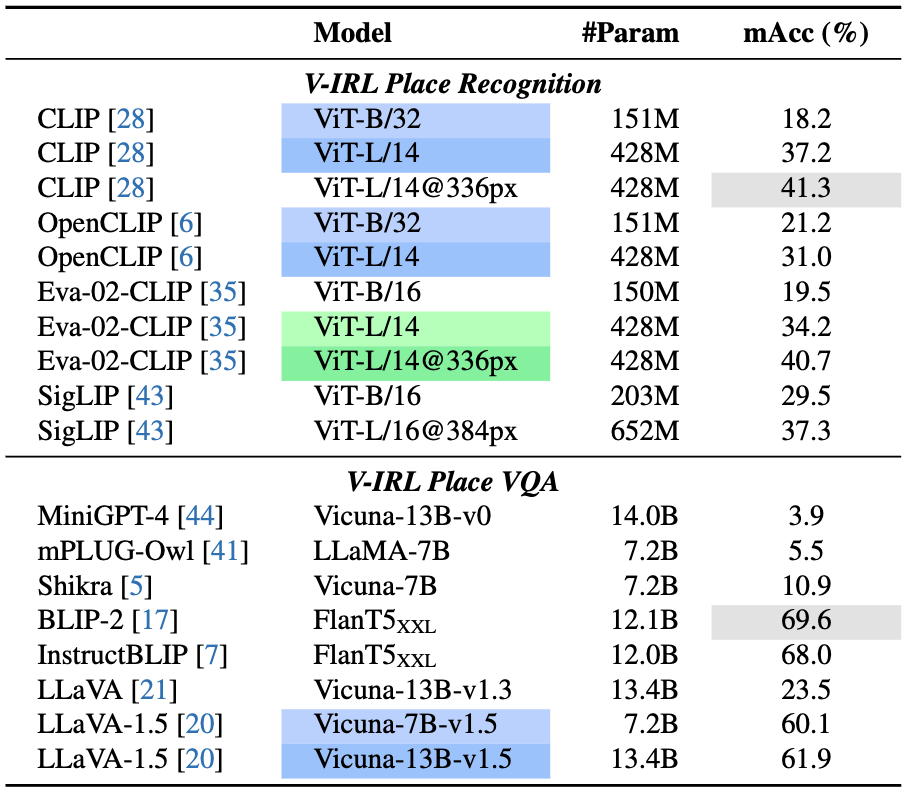 Model #Param mAcc (%)
V-IRL Place Recognition
CLIP [28] ViT-B/32 151M 18.2
CLIP [28] ViT-L/14 428M 37.2
CLIP [28] ViT-L/14@336px 428M 41.3
OpenCLIP [6] ViT-B/32 151M 21.2
OpenCLIP [6] ViT-L/14 428M 31.0
Eva-02-CLIP [35] ViT-B/16 150M 19.5
Eva-02-CLIP [35] ViT-L/14 428M 34.2
Eva-02-CLIP [35] ViT-L/14@336px 428M 40.7
SigLIP [43] ViT-B/16 203M 29.5
SigLIP [43] ViT-L/16@384px 652M 37.3
V-IRL Place VQA
MiniGPT-4 [44] Vicuna-13B-v0 14.0B 3.9
mPLUG-Owl [41] LLaMA-7B 7.2B 5.5
Shikra [5] Vicuna-7B 7.2B 10.9
BLIP-2 [17] FlanT5XXL 12.1B 69.6
InstructBLIP [7] FlanT5XXL 12.0B 68.0
LLaVA [21] Vicuna-13B-v1.3 13.4B 23.5
LLaVA-1.5 [20] Vicuna-7B-v1.5 7.2B 60.1
LLaVA-1.5 [20] Vicuna-13B-v1.5 13.4B 61.9